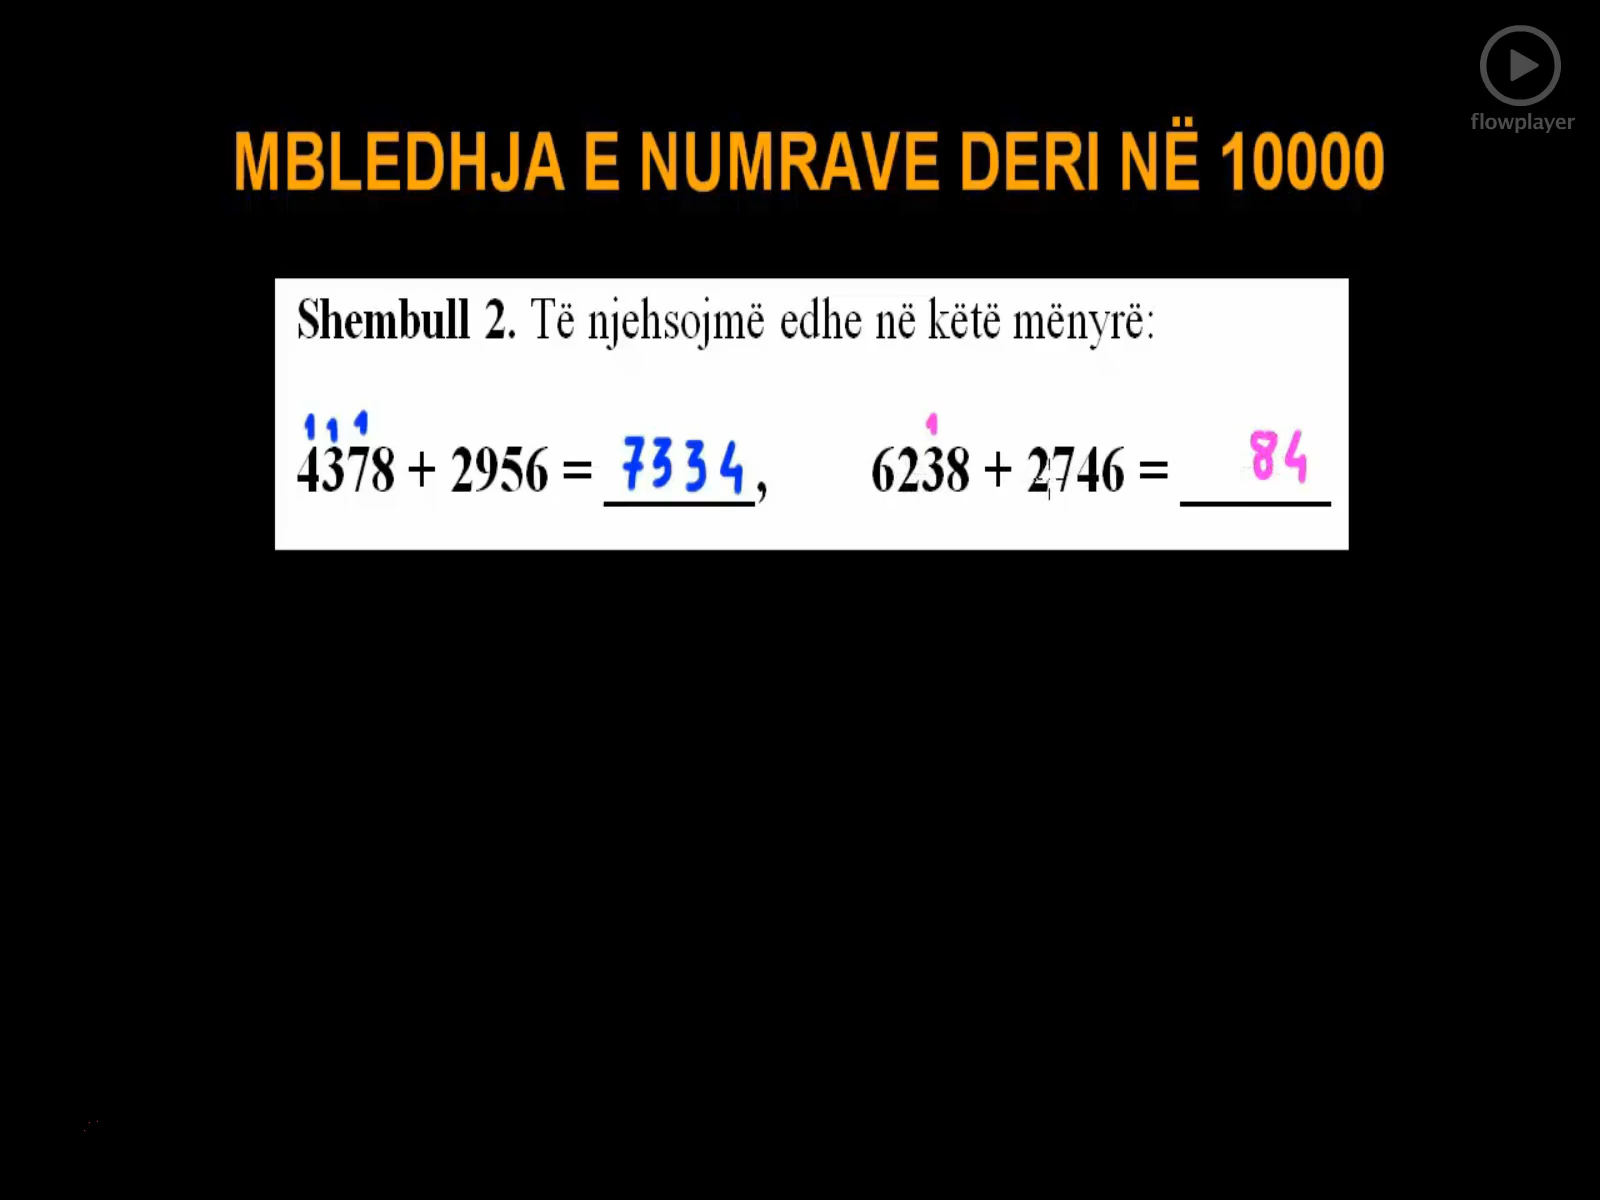 flowplayer
MBLEDHJA E NUMRAVE DERI NË 10000
Shembull 2. Të njehsojmë edhe në këtë mënyrë:
1 1 1 1
4378 + 2956 = 7334, 6238 + 2746 = 84